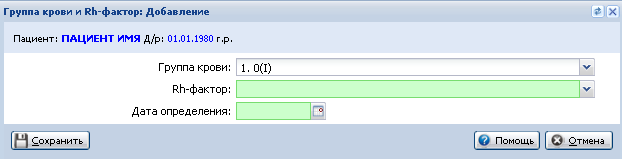 Группа крови и Rh-фактор: Добавление
Пациент: ПАЦИЕНТ ИМЯ Д/р: 01.01.1980 г.р.
Группа крови: 1. 0(I)
Rh-фактор:
Дата определения:
Сохранить Помощь Отмена